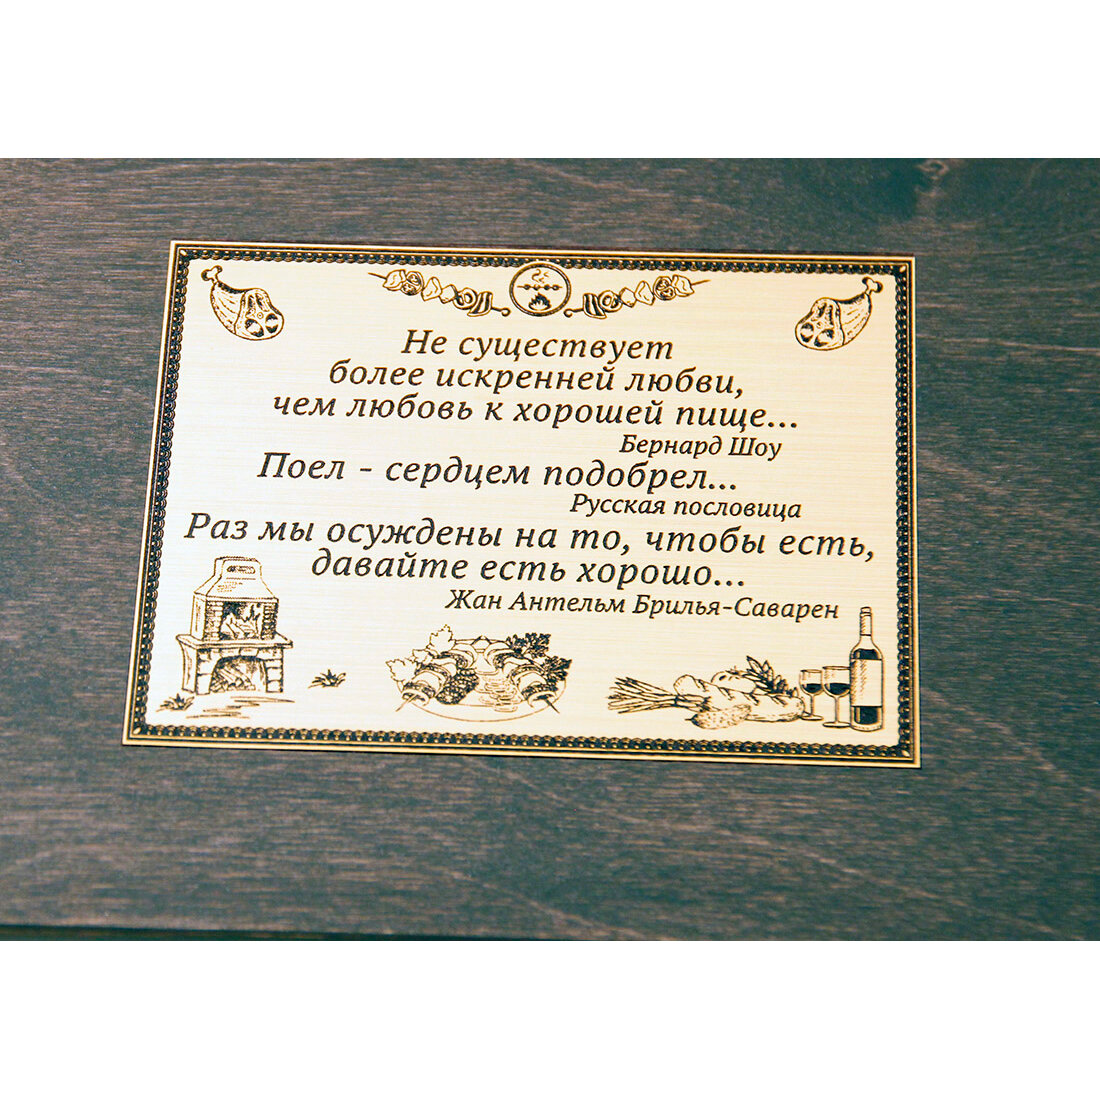 Не существует
более искренней любви,
чем любовь к хорошей пище...
Бернард Шоу
Поел - сердцем подобрел...
Русская пословица
Раз мы осуждены на то, чтобы есть,
давайте есть хорошо...
Жан Антельм Брилья-Саварен